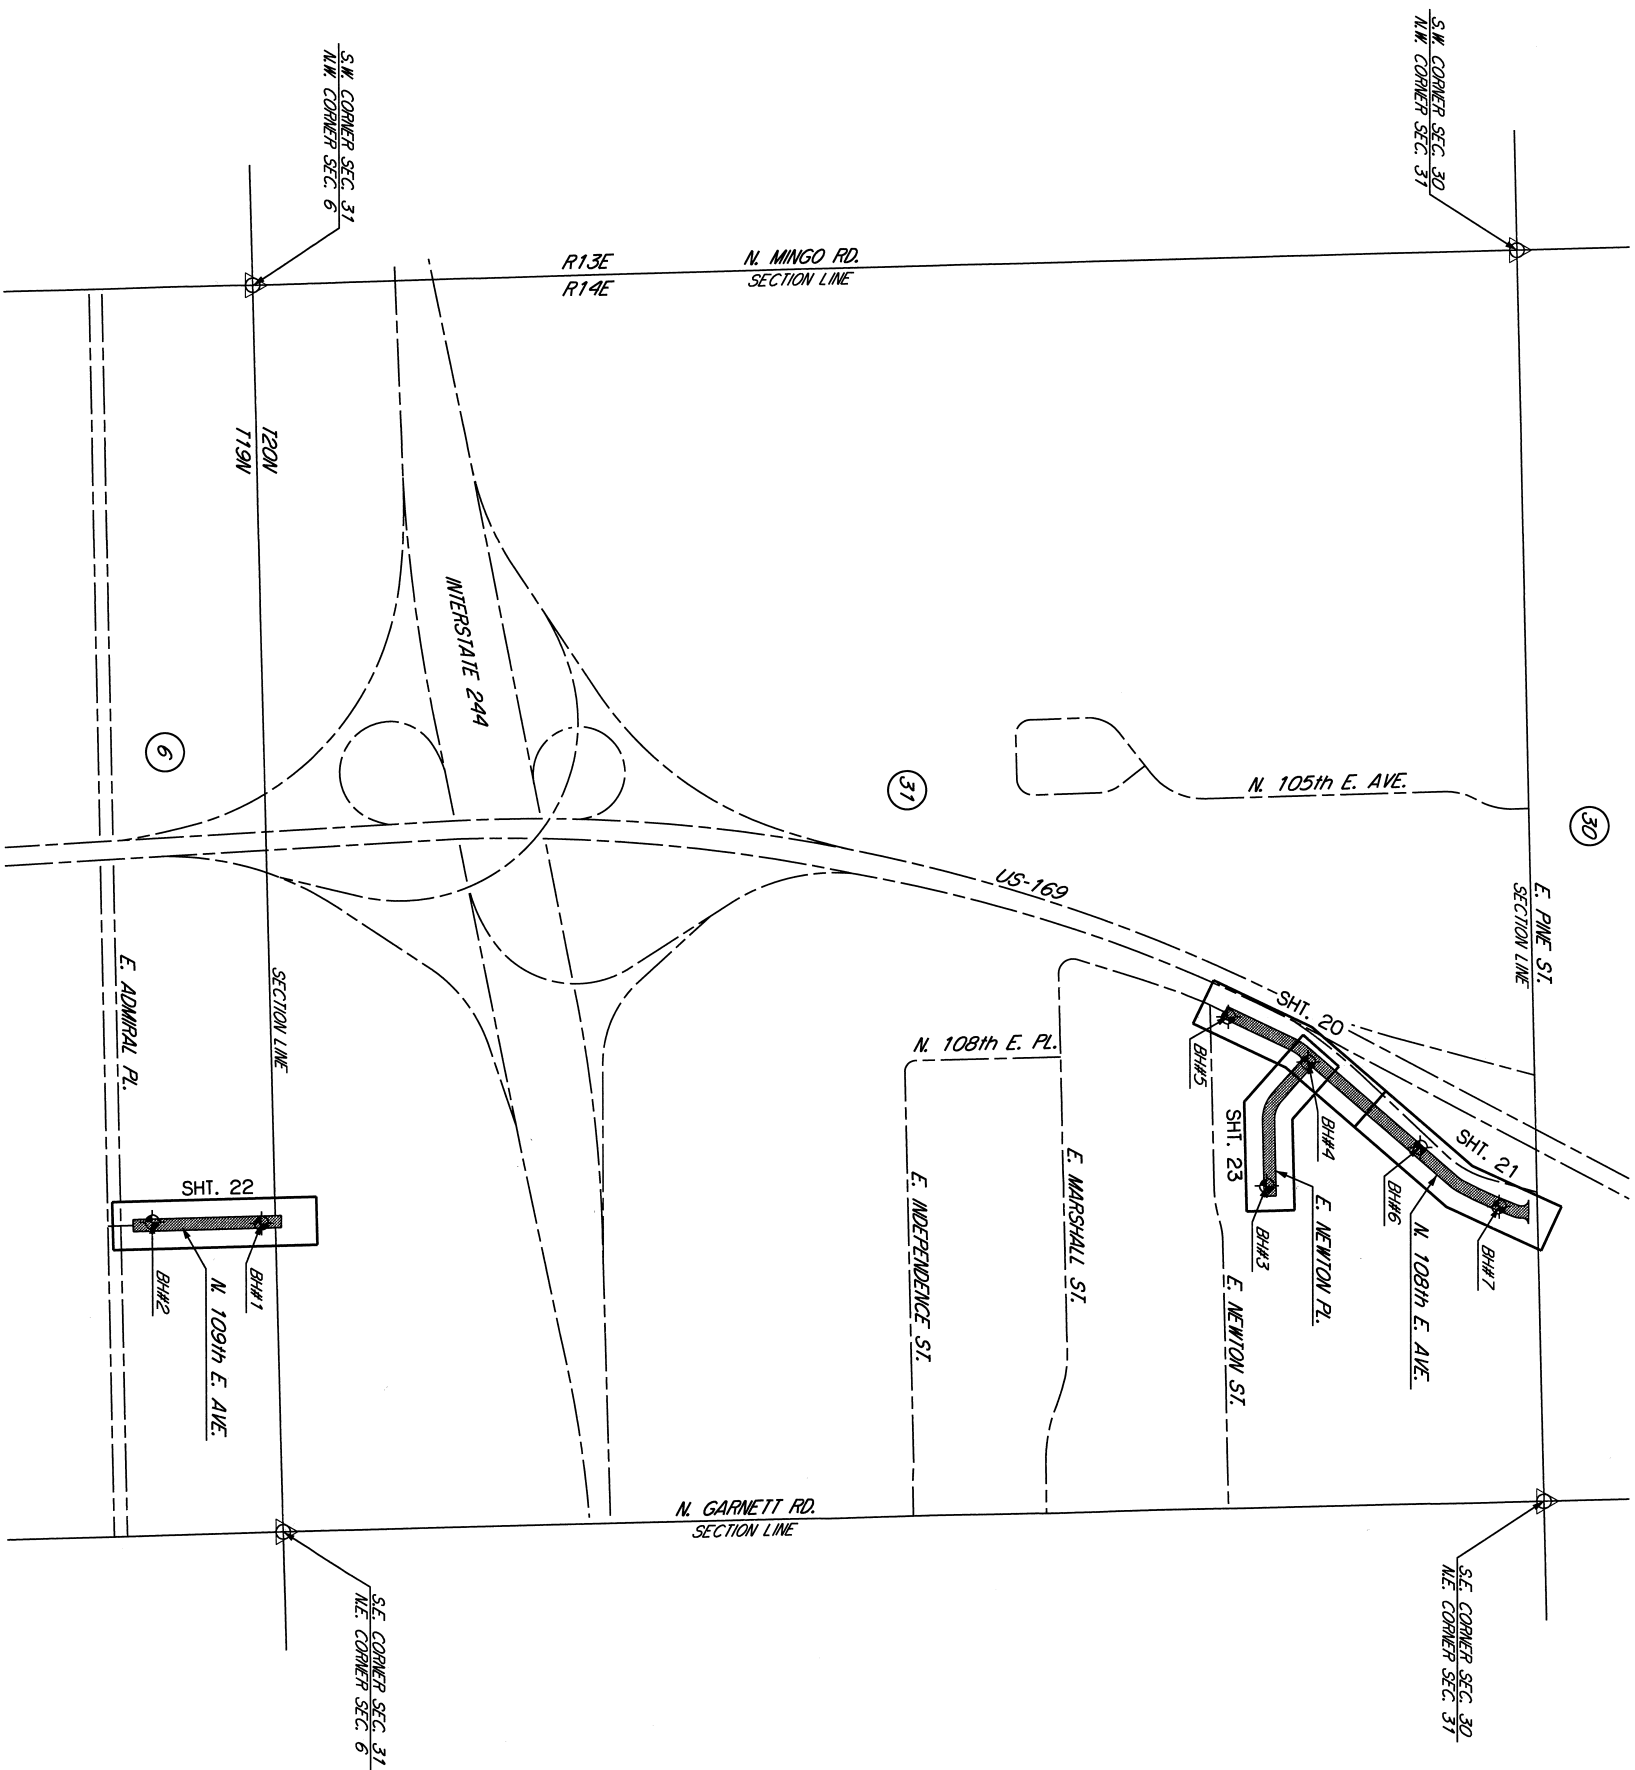 S.W. CORNER SEC. 30
N.W. CORNER SEC. 31
S.W. CORNER SEC. 31
N.W. CORNER SEC. 6
R13E
R14E
N. MINGO RD.
SECTION LINE
T20N
T19N
INTERSTATE 244
6
31
30
N. 105th E. AVE.
US-169
E. PINE ST.
SECTION LINE
E. ADMIRAL PL.
SECTION LINE
N. 108th E. PL.
SHT. 20
BH#5
BH#4
SHT. 23
SHT. 21
BH#6
BH#3
BH#7
E. NEWTON PL.
N. 108th E. AVE.
E. NEWTON ST.
E. MARSHALL ST.
E. INDEPENDENCE ST.
SHT. 22
BH#1
BH#2
N. 109th E. AVE.
N. GARNETT RD.
SECTION LINE
S.E. CORNER SEC. 30
N.E. CORNER SEC. 31
S.E. CORNER SEC. 31
N.E. CORNER SEC. 6